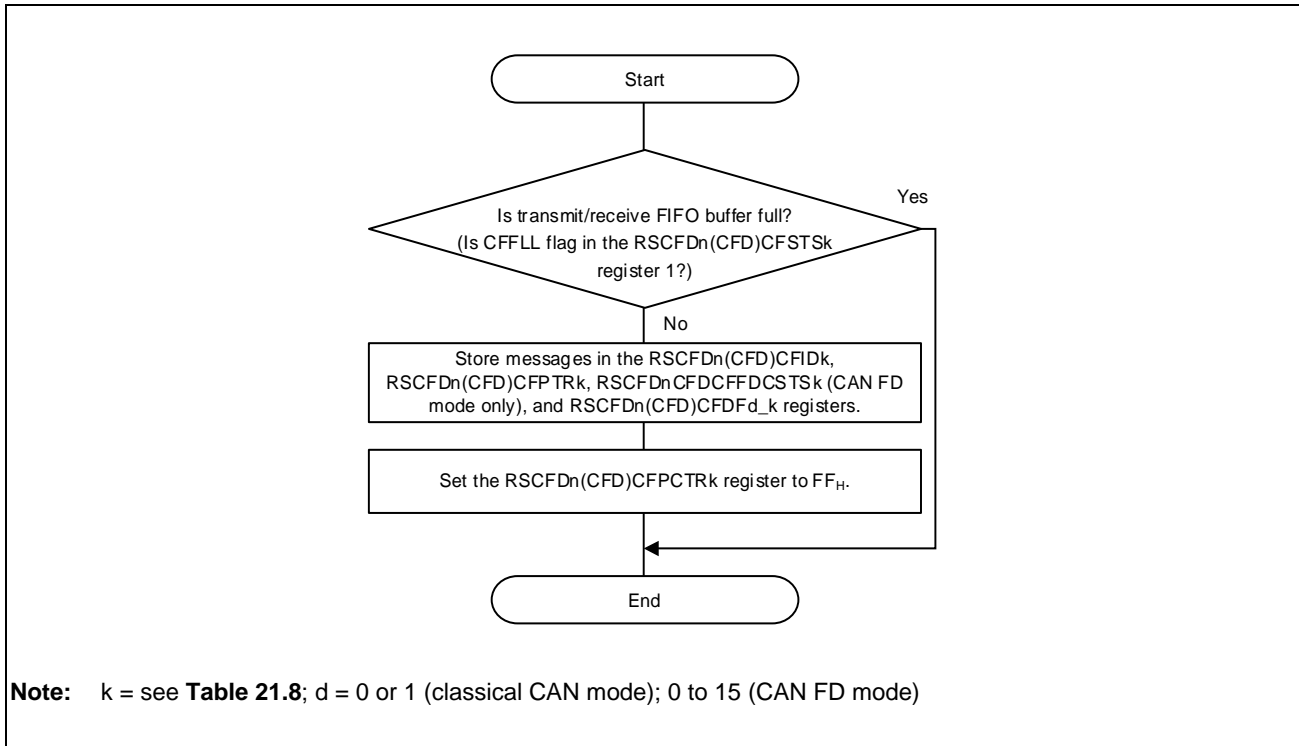 Start
Yes
Is transmit/receive FIFO buffer full?
(Is CFFLL flag in the RSCFDn(CFD)CFSTSk
register 1?)
No
Store messages in the RSCFDn(CFD)CFIDk,
RSCFDn(CFD)CFPTRk, RSCFDnCFDCFFDCSTSk (CAN FD
mode only), and RSCFDn(CFD)CFDFd_k registers.
Set the RSCFDn(CFD)CFPCTRk register to FFH.
End
Note: k = see Table 21.8; d = 0 or 1 (classical CAN mode); 0 to 15 (CAN FD mode)